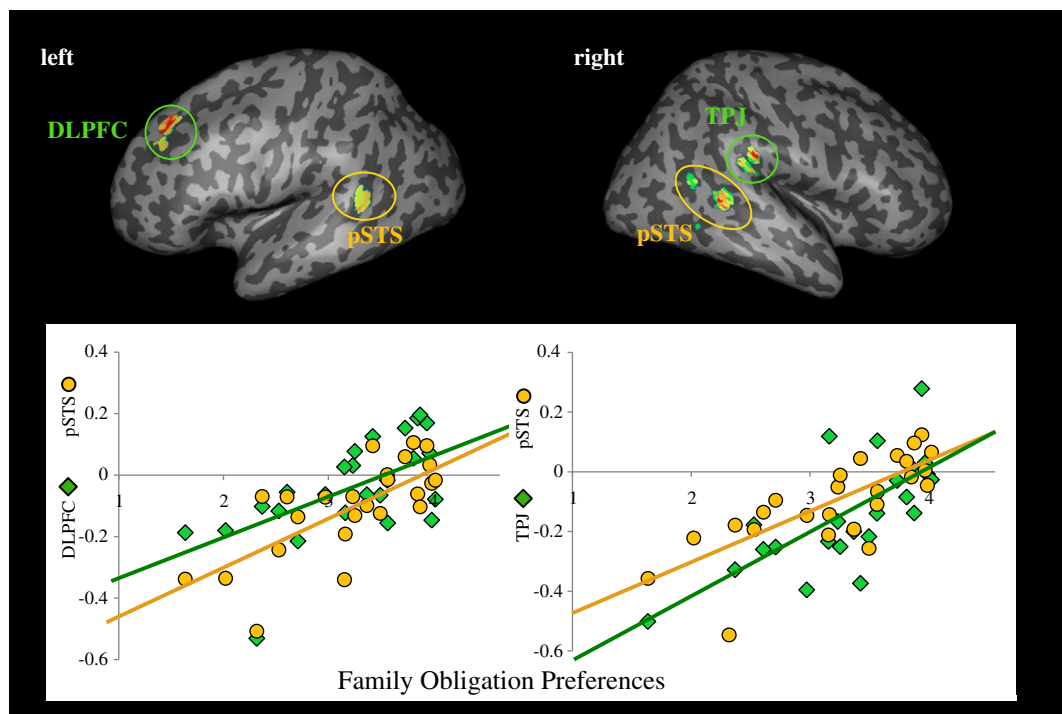 left
right
DLPFC
TPJ
pSTS
pSTS
0.4
0.2
0
-0.2
-0.4
-0.6
1
2
3
4
DLPFC
pSTS
0.4
0.2
0
-0.2
-0.4
-0.6
1
2
3
4
TPJ
pSTS
Family Obligation Preferences